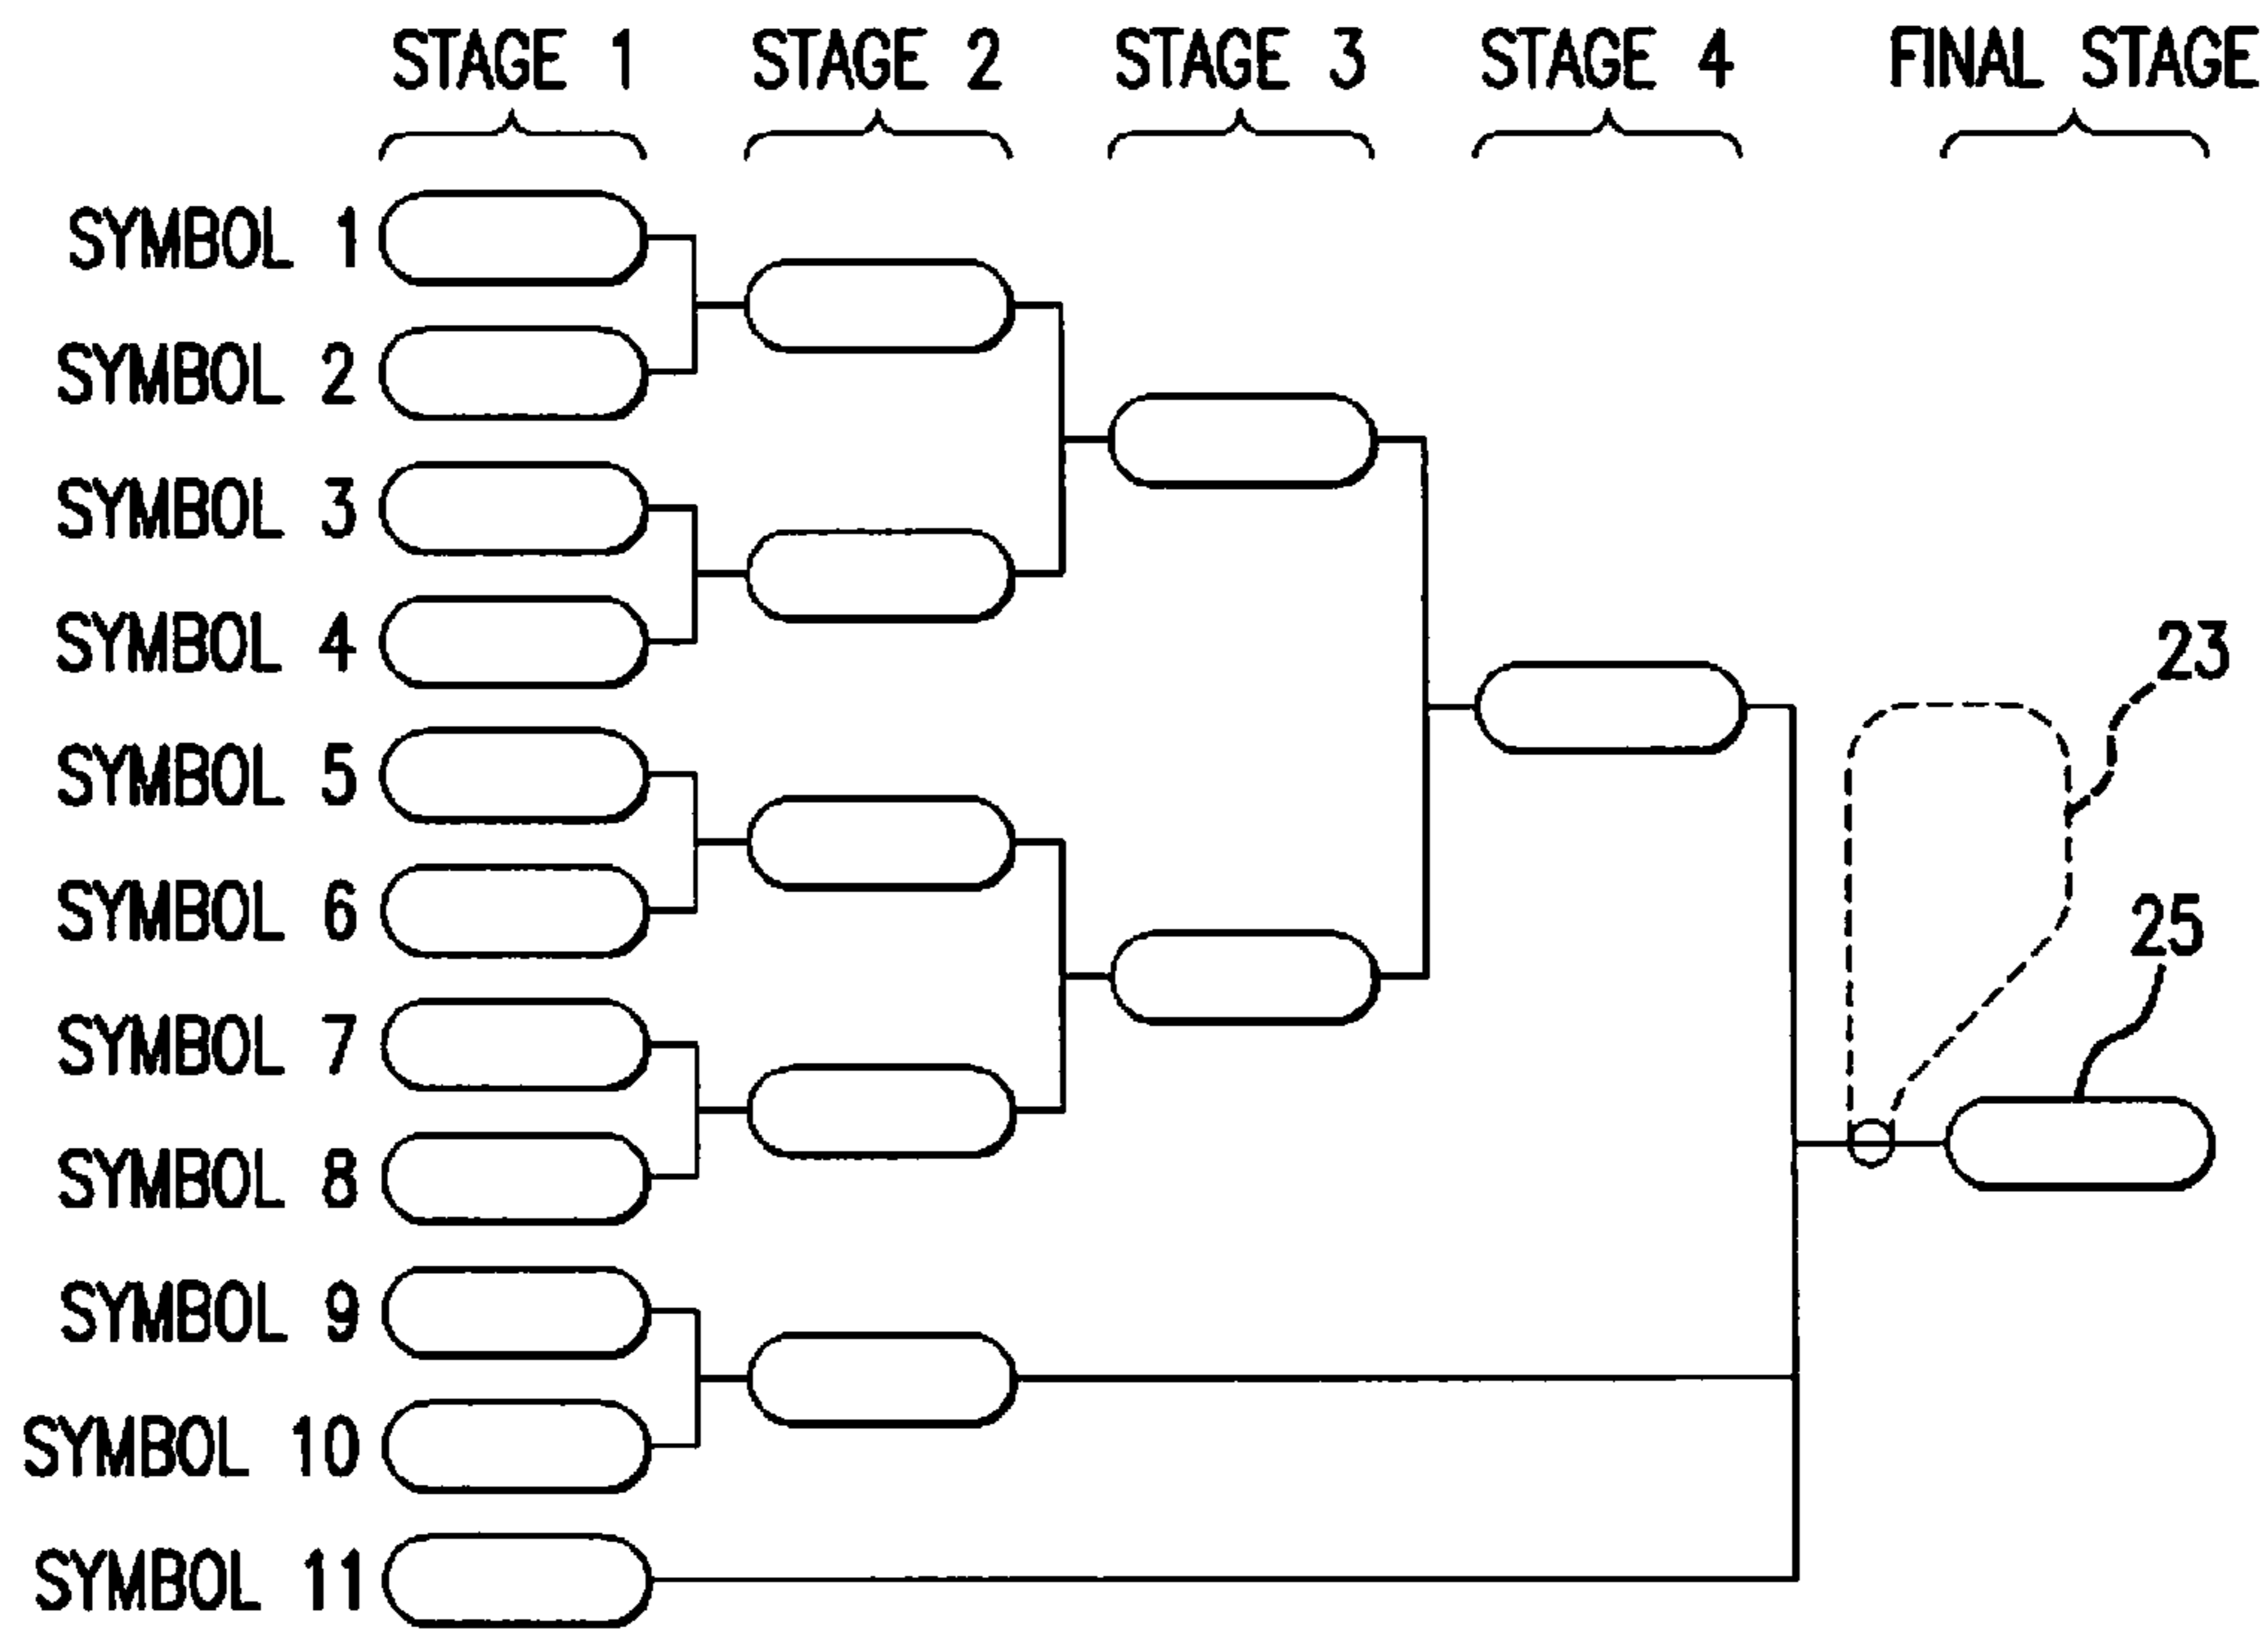 STAGE 1 STAGE 2 STAGE 3 STAGE 4 FINAL STAGE
SYMBOL 1
SYMBOL 2
SYMBOL 3
SYMBOL 4
23
SYMBOL 5
25
SYMBOL 6
SYMBOL 7
SYMBOL 8
SYMBOL 9
SYMBOL 10
SYMBOL 11